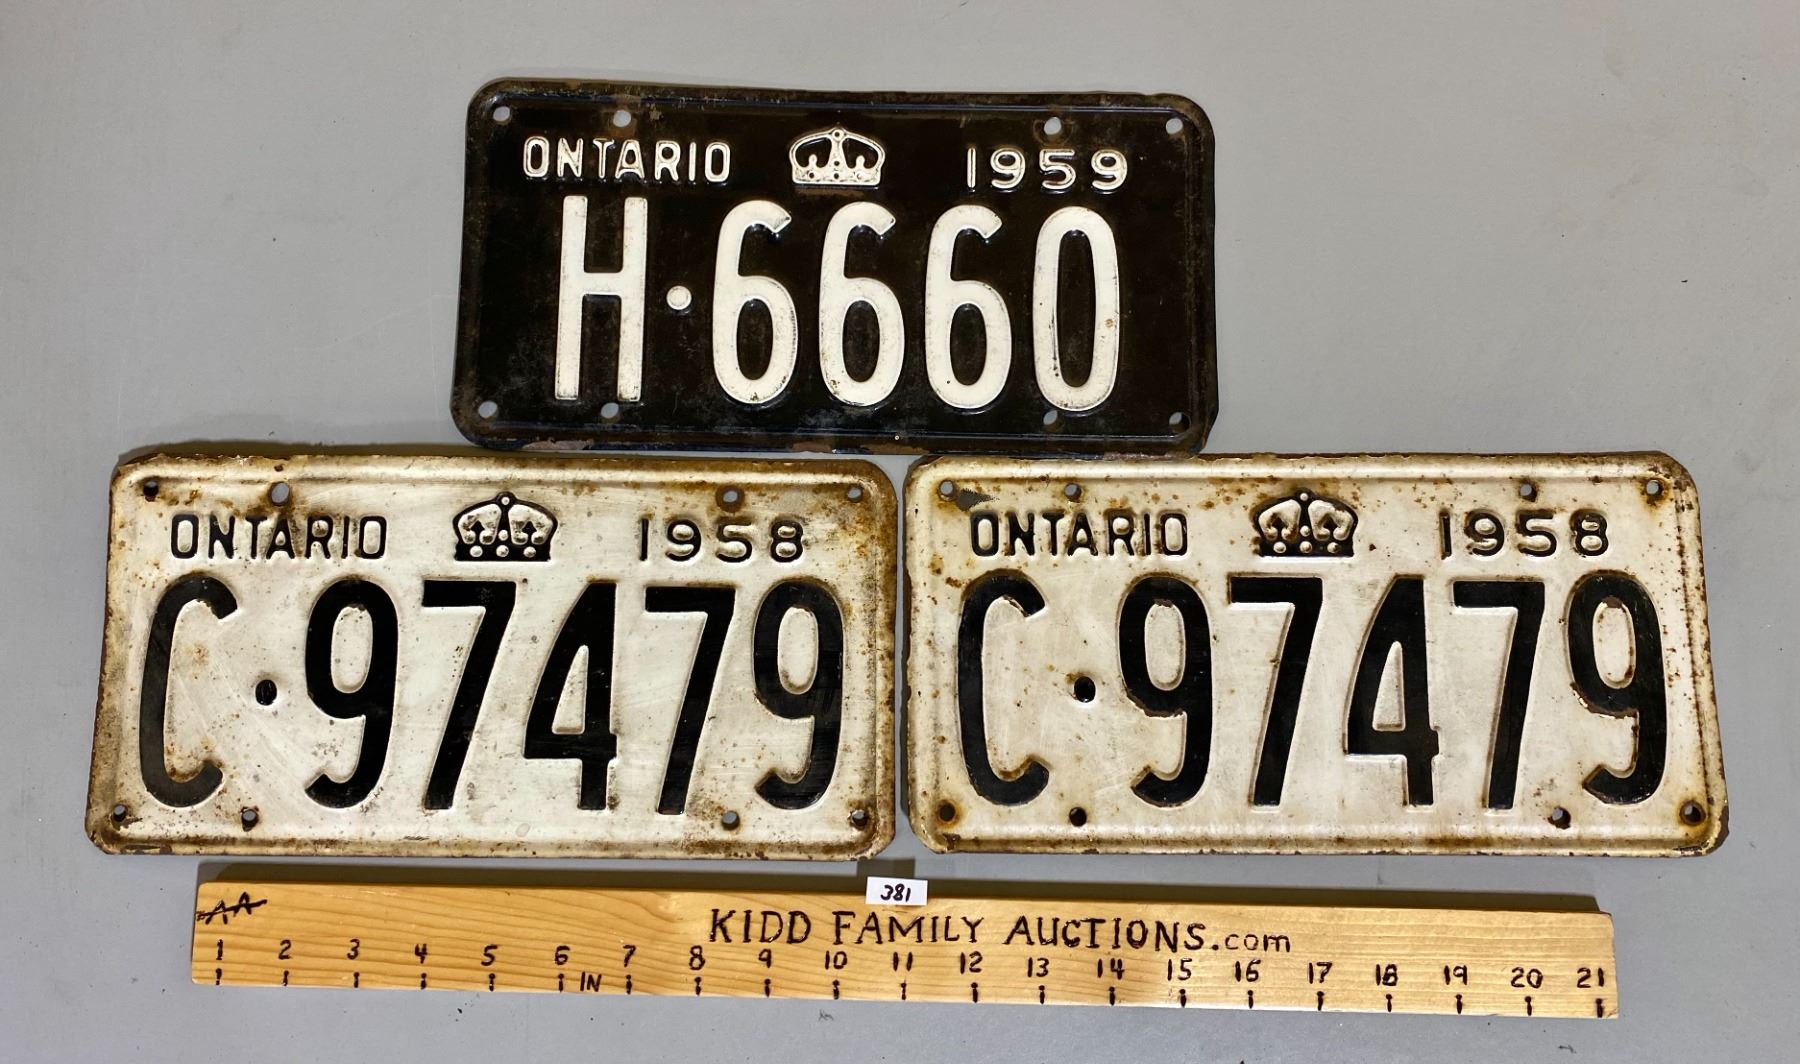 ONTARIO 1959
H·6660
ONTARIO 1958
C·97479
ONTARIO 1958
C·97479
381
AA KIDD FAMILY AUCTIONS.com
1 2 3 4 5 6 IN 7 8 9 10 11 12 13 14 15 16 17 18 19 20 21